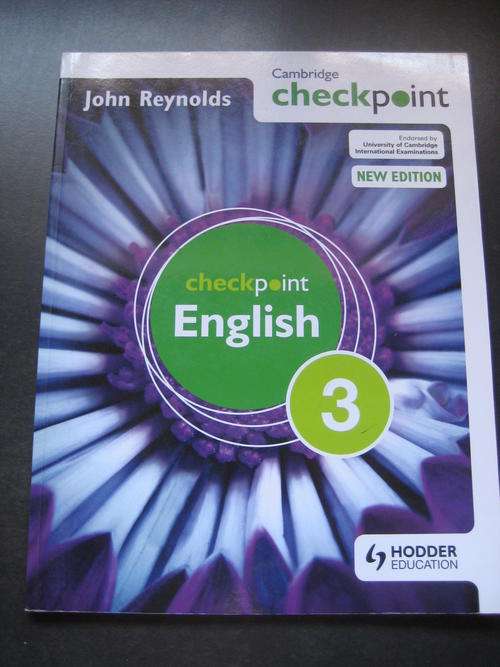 John Reynolds
Cambridge
checkpoint
Endorsed by
University of Cambridge
International Examinations
NEW EDITION
checkpoint
English
3
HODDER
EDUCATION